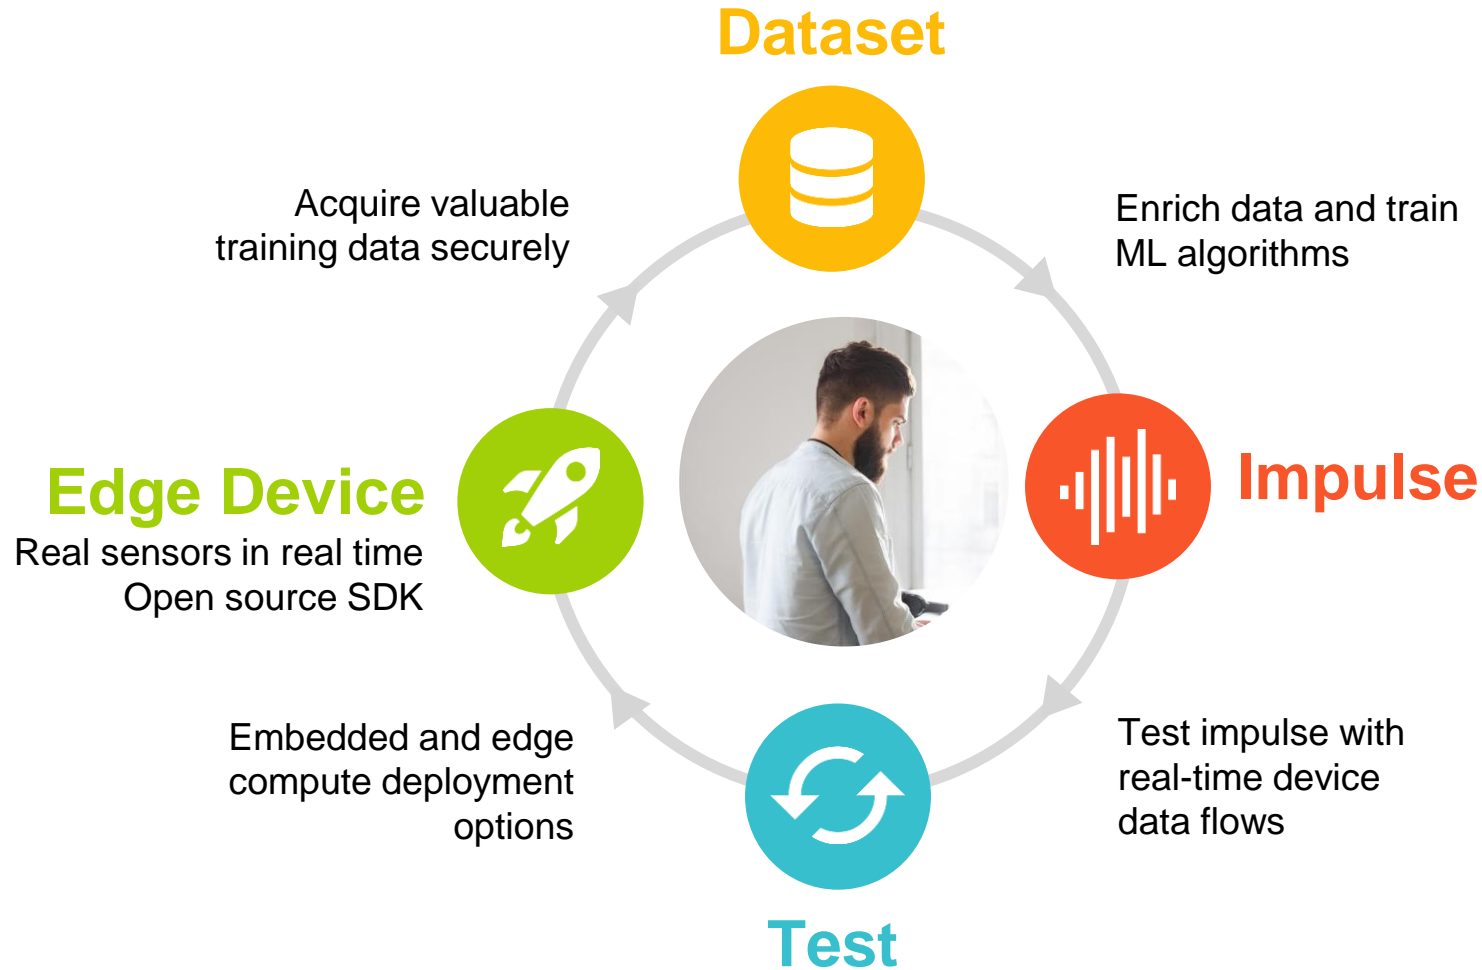 Dataset
Acquire valuable
training data securely
Enrich data and train
ML algorithms
Edge Device
Real sensors in real time
Open source SDK
Impulse
Embedded and edge
compute deployment
options
Test impulse with
real-time device
data flows
Test